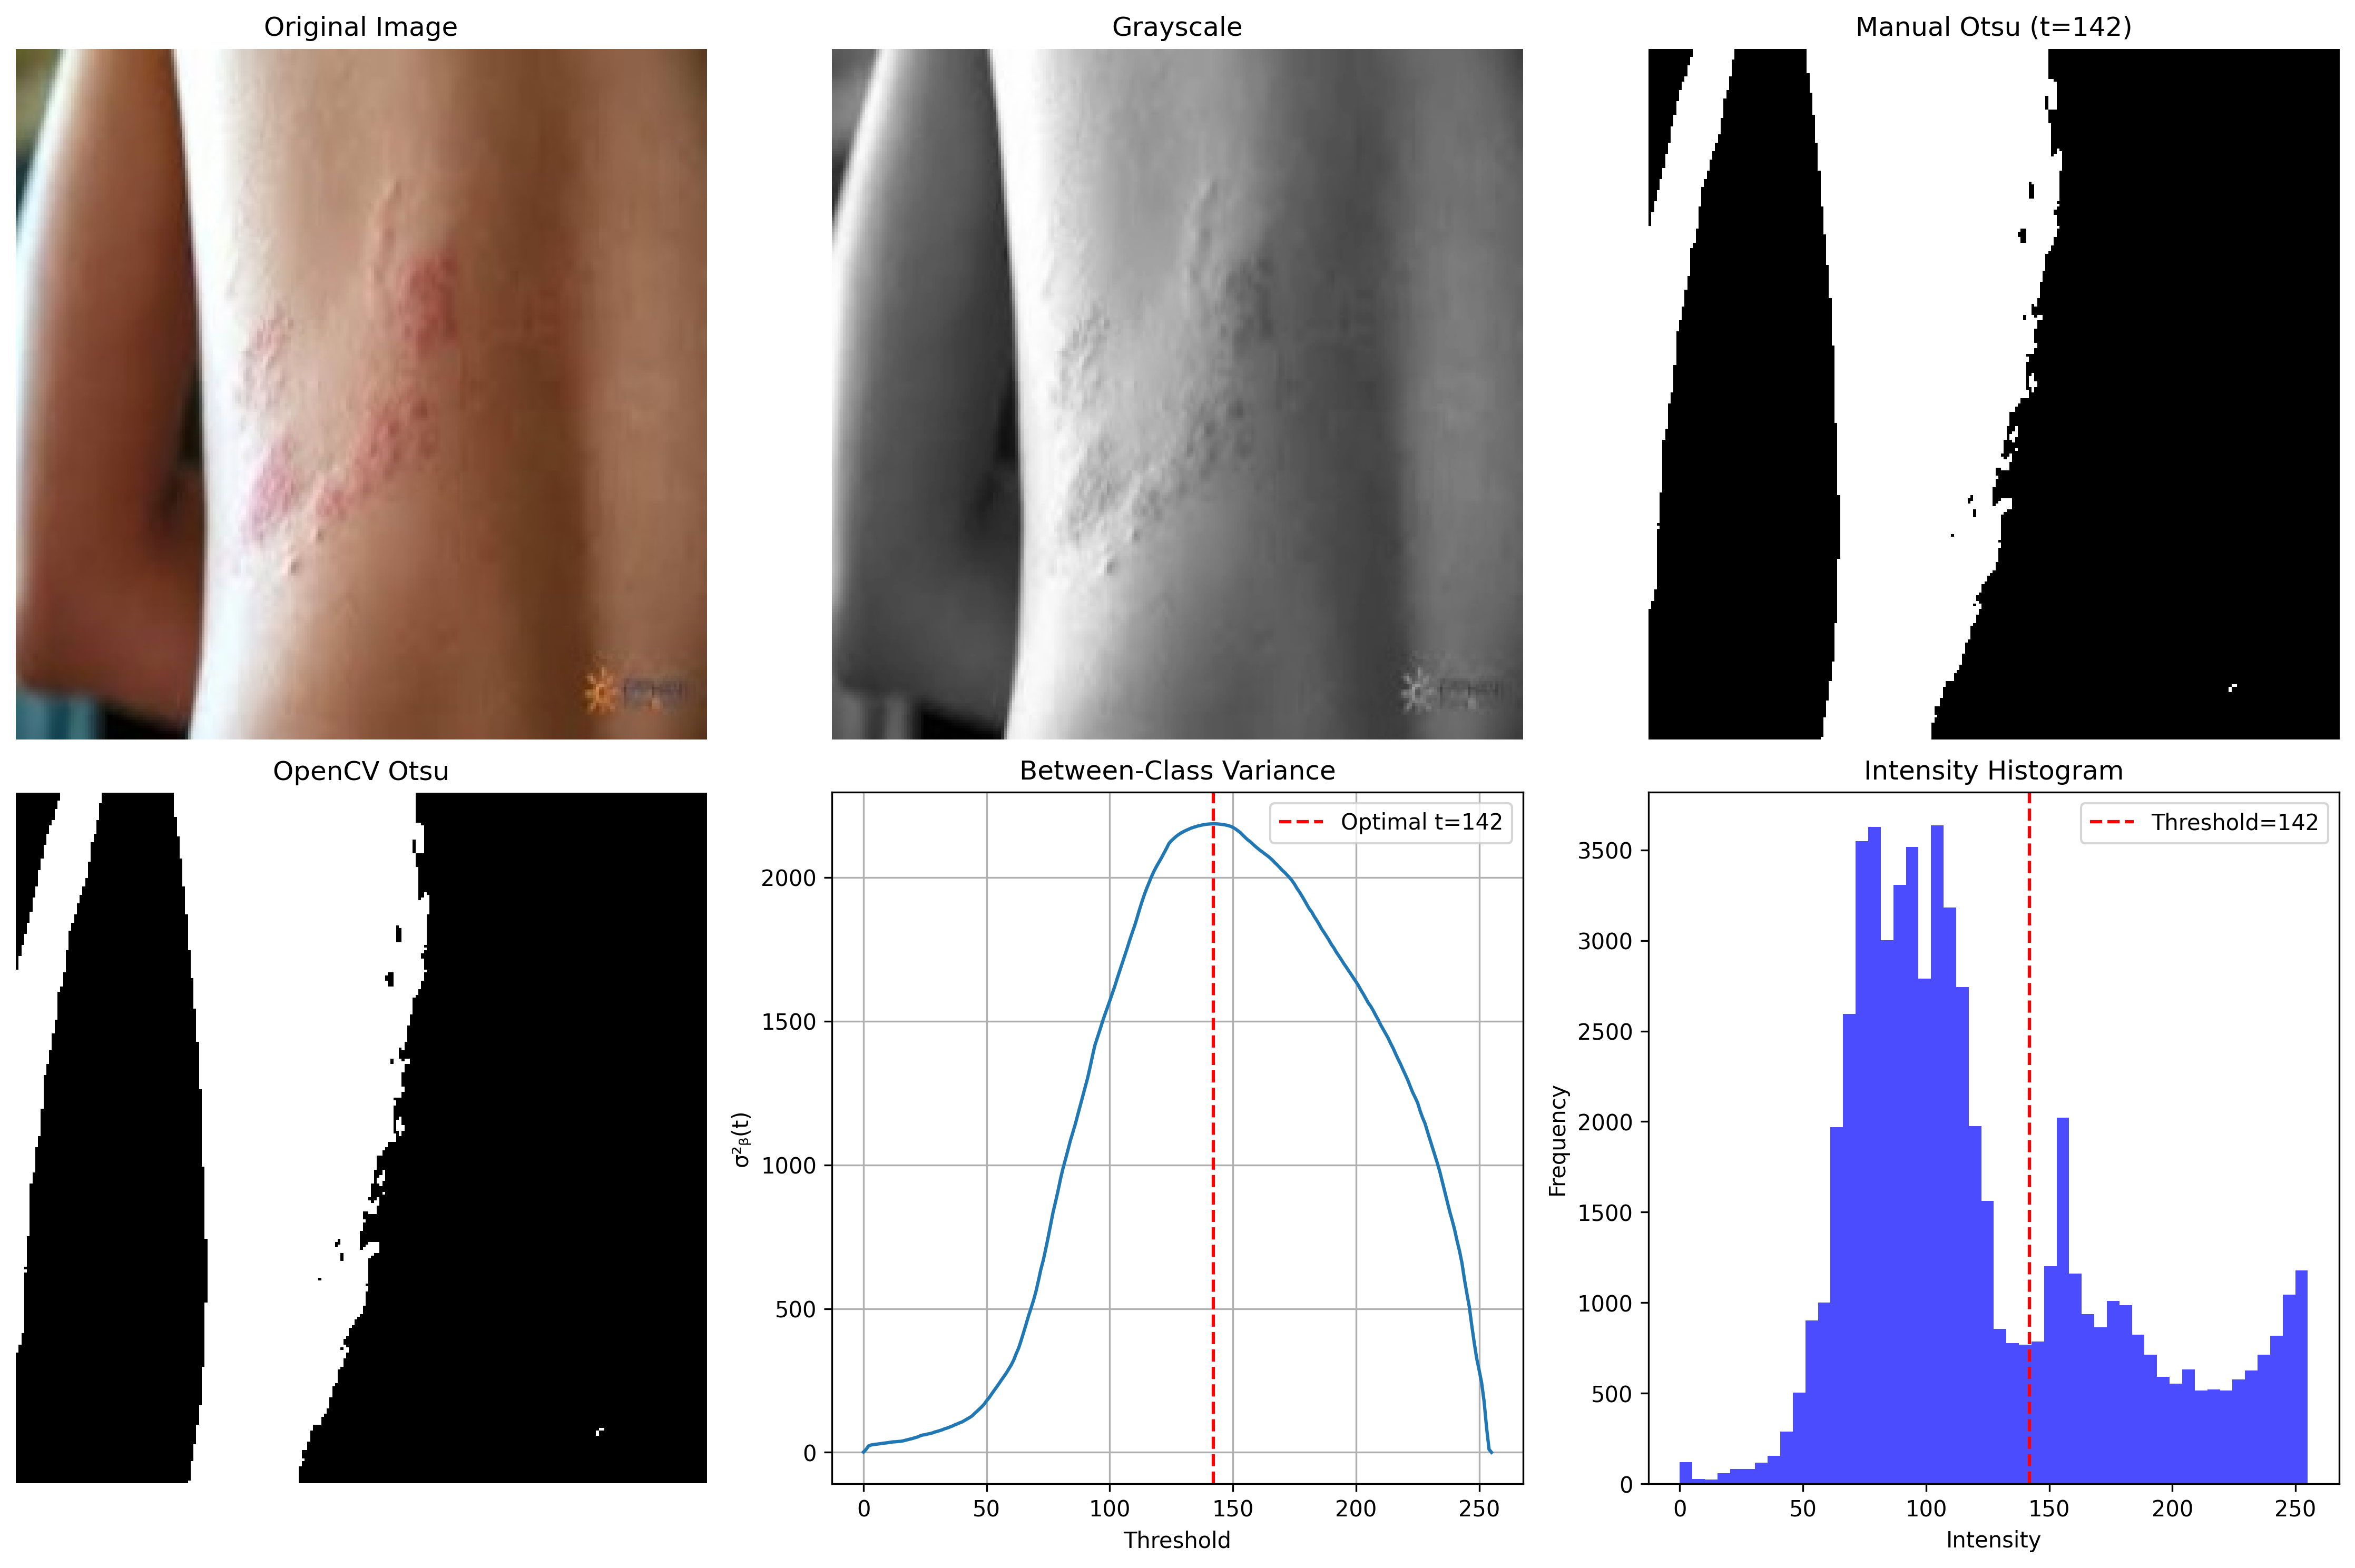 Original Image
Grayscale
Manual Otsu (t=142)
OpenCV Otsu
Between-Class Variance
Optimal t=142
2000
1500
1000
500
0
σ²ᵦ(t)
0 50 100 150 200 250
Threshold
Intensity Histogram
Threshold=142
3500
3000
2500
2000
1500
1000
500
0
Frequency
0 50 100 150 200 250
Intensity